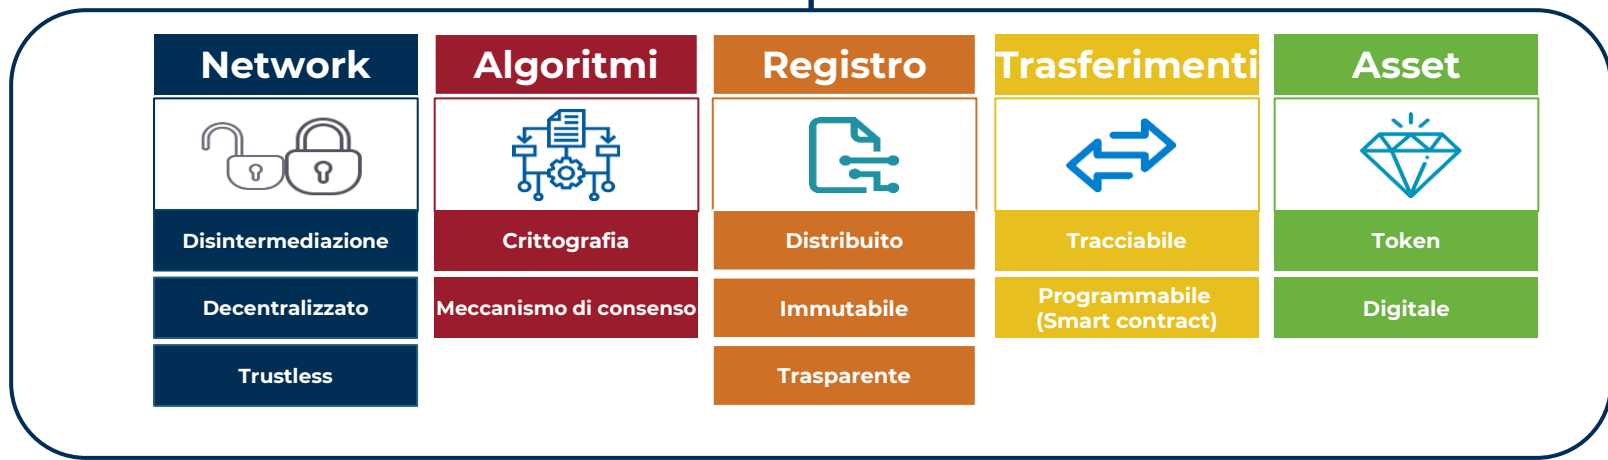 Network
Algoritmi
Registro
Trasferimenti
Asset
Disintermediazione
Crittografia
Distribuito
Tracciabile
Token
Decentralizzato
Meccanismo di consenso
Immutabile
Programmabile
(Smart contract)
Digitale
Trustless
Trasparente